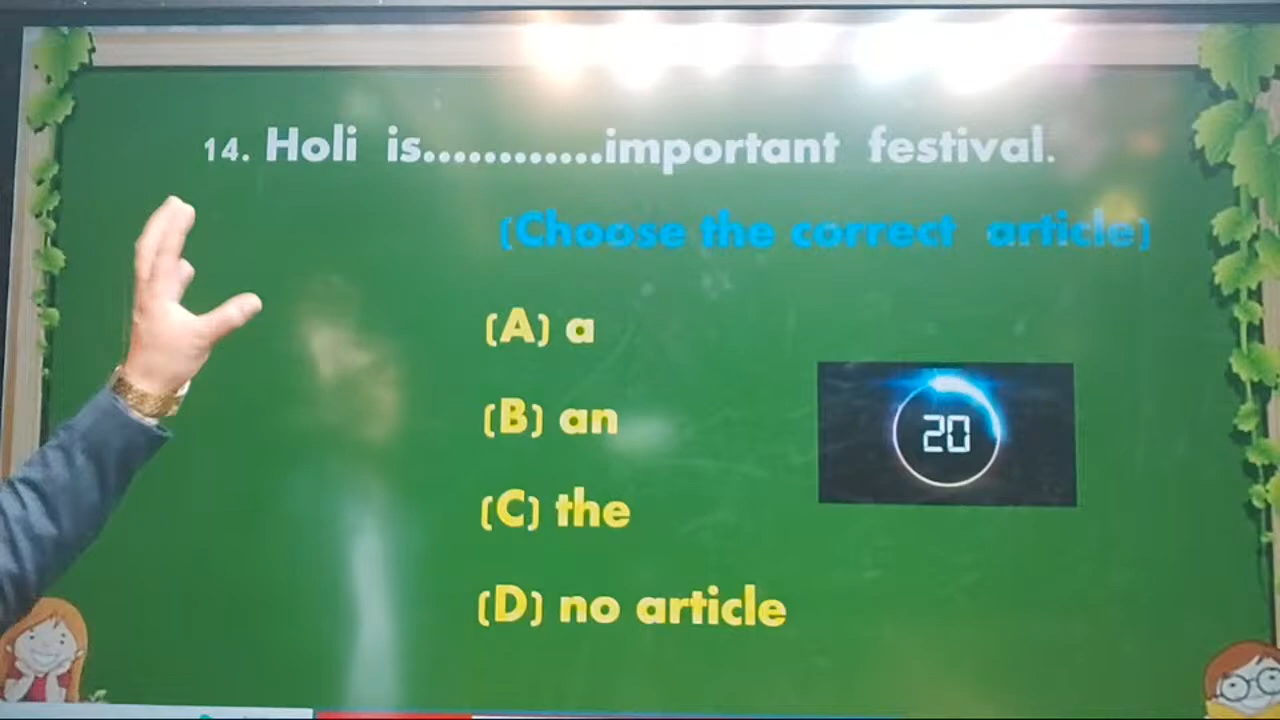 14. Holi is............important festival.
(Choose the correct article)
(A) a
(B) an
20
(C) the
(D) no article